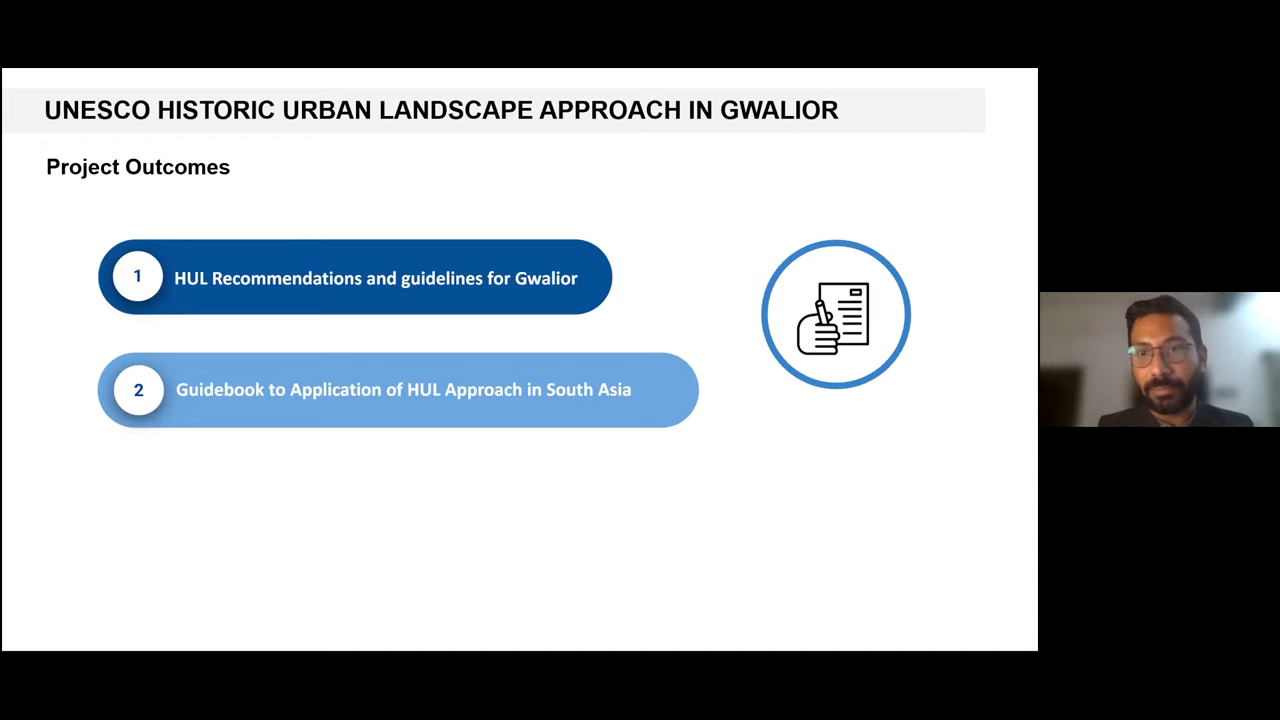 UNESCO HISTORIC URBAN LANDSCAPE APPROACH IN GWALIOR
Project Outcomes
1
HUL Recommendations and guidelines for Gwalior
2
Guidebook to Application of HUL Approach in South Asia